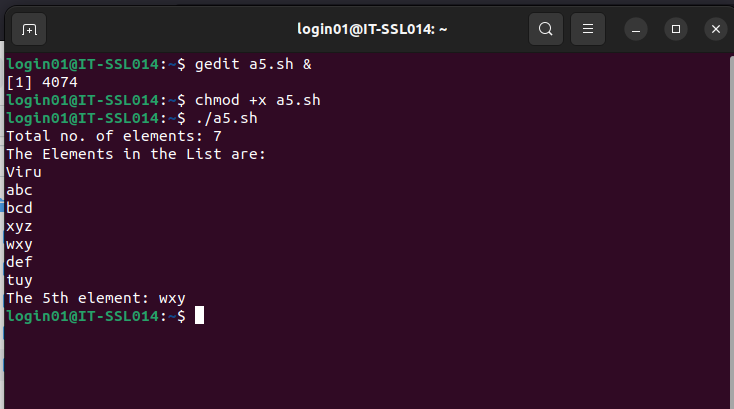 login01@IT-SSL014: ~
login01@IT-SSL014:~$ gedit a5.sh &
[1] 4074
login01@IT-SSL014:~$ chmod +x a5.sh
login01@IT-SSL014:~$ ./a5.sh
Total no. of elements: 7
The Elements in the List are:
Viru
abc
bcd
xyz
wxy
def
tuy
The 5th element: wxy
login01@IT-SSL014:~$